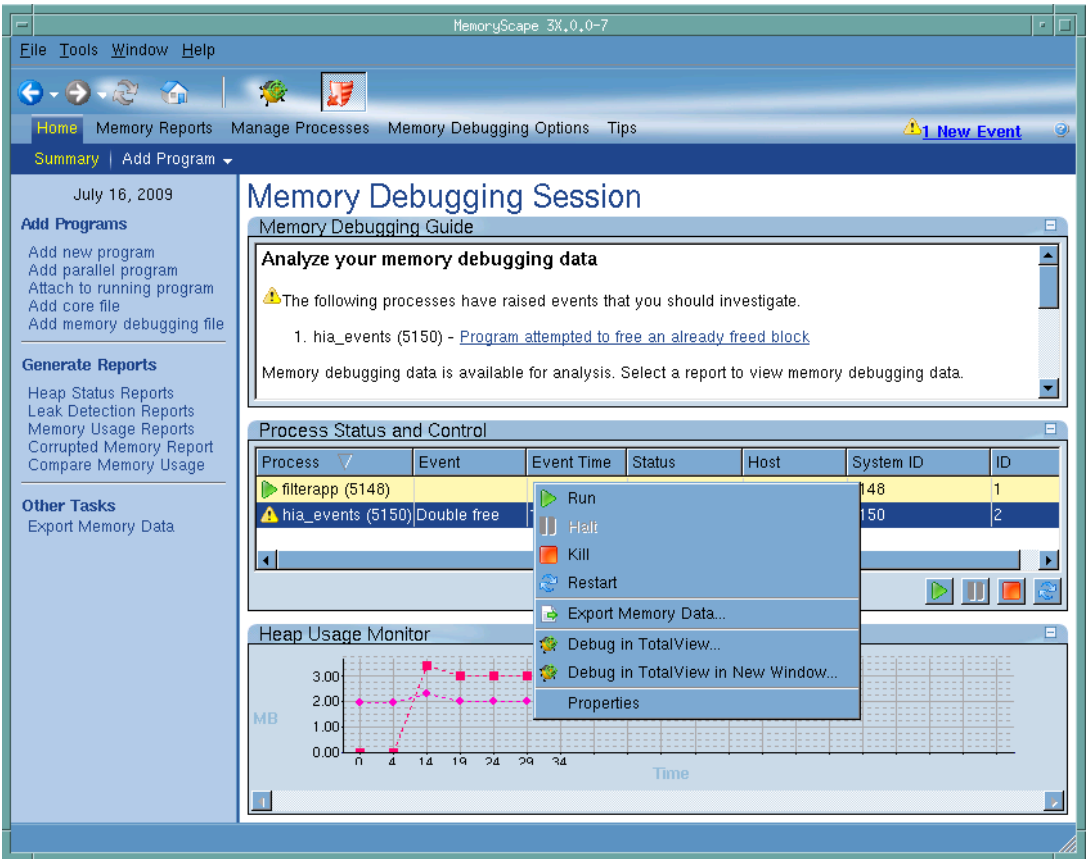 MemoryScape 3X.0.0-7
File Tools Window Help
Home Memory Reports Manage Processes Memory Debugging Options Tips 1 New Event
Summary | Add Program
July 16, 2009
Add Programs
Add new program
Add parallel program
Attach to running program
Add core file
Add memory debugging file
Generate Reports
Heap Status Reports
Leak Detection Reports
Memory Usage Reports
Corrupted Memory Report
Compare Memory Usage
Other Tasks
Export Memory Data
Memory Debugging Session
Memory Debugging Guide
Analyze your memory debugging data
The following processes have raised events that you should investigate.
1. hia_events (5150) - Program attempted to free an already freed block
Memory debugging data is available for analysis. Select a report to view memory debugging data.
Process Status and Control
Process Event Event Time Status Host System ID ID
filterapp (5148) 148 1
hia_events (5150) Double free 150 2
Run
Halt
Kill
Restart
Export Memory Data...
Debug in TotalView...
Debug in TotalView in New Window...
Properties
Heap Usage Monitor
3.00
2.00
MB
1.00
0.00
0 4 14 19 24 29 34
Time